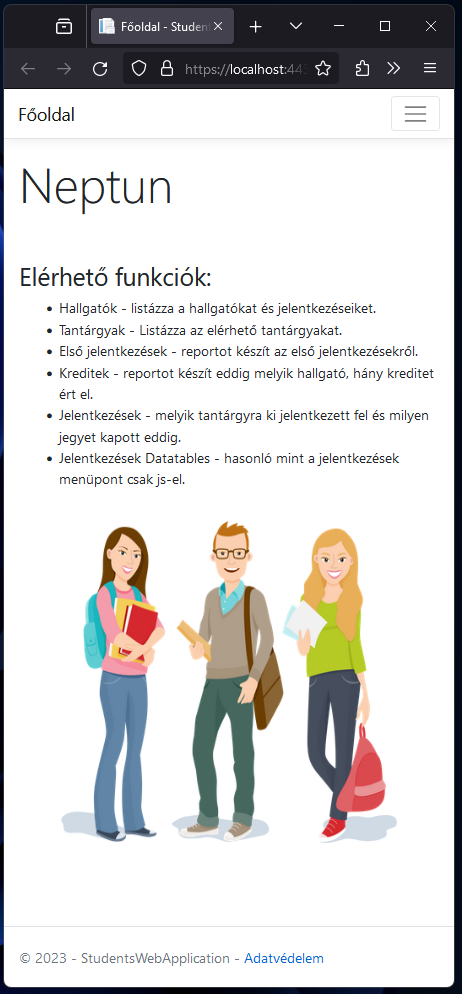 Főoldal - Student
https://localhost:44
Főoldal
Neptun
Elérhető funkciók:
• Hallgatók - listázza a hallgatókat és jelentkezéseiket.
• Tantárgyak - Listázza az elérhető tantárgyakat.
• Első jelentkezések - reportot készít az első jelentkezésekről.
• Kreditek - reportot készít eddig melyik hallgató, hány kreditet
ért el.
• Jelentkezések - melyik tantárgyra ki jelentkezett fel és milyen
jegyet kapott eddig.
• Jelentkezések Datatables - hasonló mint a jelentkezések
menüpont csak js-el.
© 2023 - StudentsWebApplication - Adatvédelem